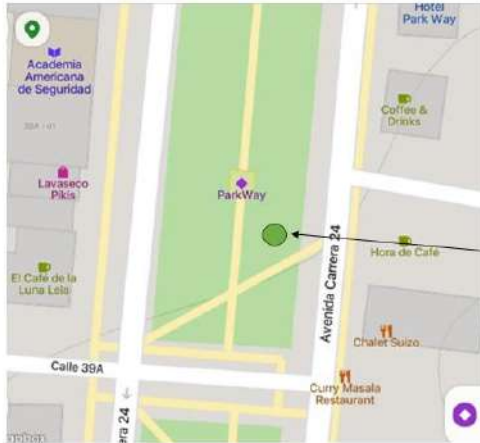 Hotel
Park Way
Academia
Americana
de Seguridad
Coffee &
Drinks
Lavaseco
Pikis
ParkWay
Avenida Carrera 24
Hora de Café
El Café de la
Luna Lela
Chalet Suizo
Calle 39A
Curry Masala
Restaurant
rera 24